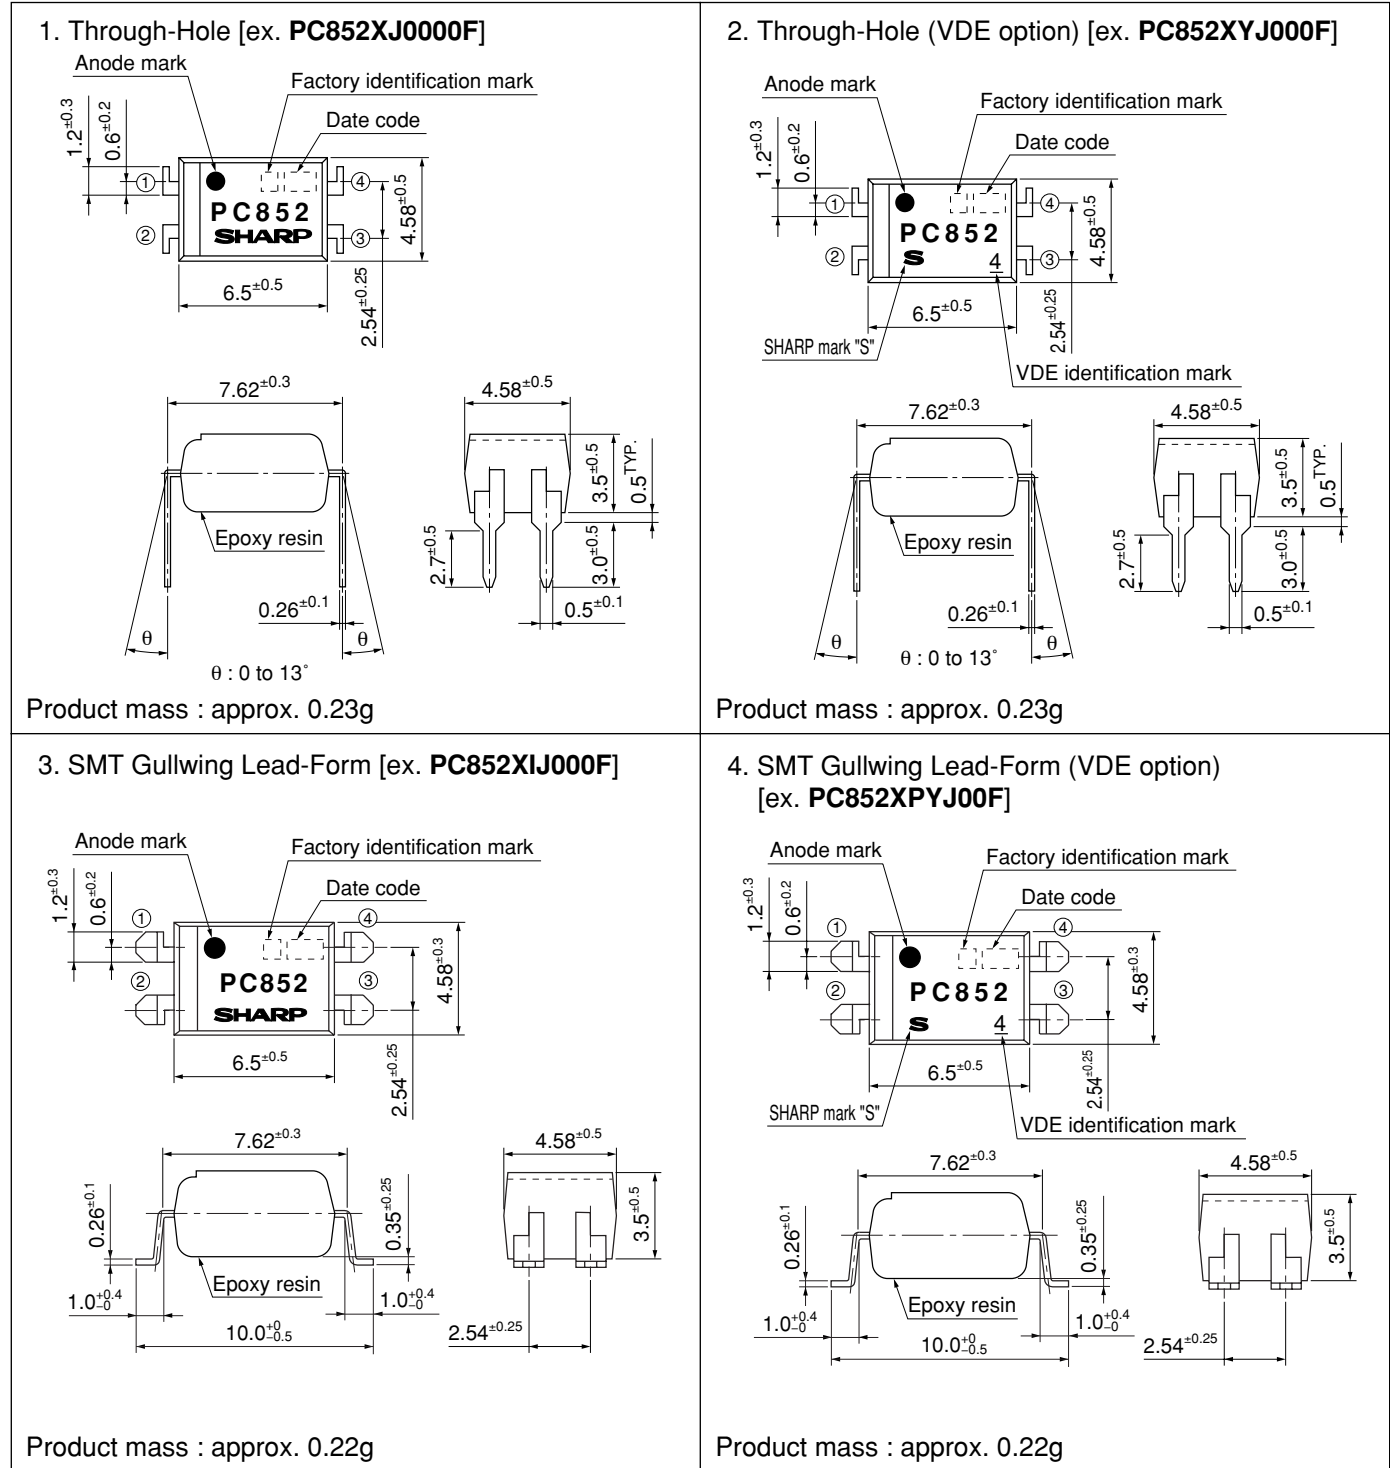 1. Through-Hole [ex. PC852XJ0000F]
Anode mark
Factory identification mark
Date code
1.2±0.3
0.6±0.2
① ④
PC852
② SHARP ③
4.58±0.5
6.5±0.5
2.54±0.25
7.62±0.3
4.58±0.5
3.5±0.5
0.5TYP.
Epoxy resin
2.7±0.5
3.0±0.5
0.26±0.1
0.5±0.1
θ θ
θ : 0 to 13˚
Product mass : approx. 0.23g
2. Through-Hole (VDE option) [ex. PC852XYJ000F]
Anode mark
Factory identification mark
Date code
1.2±0.3
0.6±0.2
① ④
PC852
② S 4 ③
4.58±0.5
6.5±0.5
2.54±0.25
SHARP mark "S"
VDE identification mark
7.62±0.3
4.58±0.5
3.5±0.5
0.5TYP.
Epoxy resin
2.7±0.5
3.0±0.5
0.26±0.1
0.5±0.1
θ θ
θ : 0 to 13˚
Product mass : approx. 0.23g
3. SMT Gullwing Lead-Form [ex. PC852XIJ000F]
Anode mark
Factory identification mark
Date code
1.2±0.3
0.6±0.2
① ④
② ③
PC852
SHARP
4.58±0.3
6.5±0.5
2.54±0.25
7.62±0.3
4.58±0.5
0.26±0.1
0.35±0.25
3.5±0.5
Epoxy resin
1.0+0.4−0
1.0+0.4−0
10.0+0−0.5
2.54±0.25
Product mass : approx. 0.22g
4. SMT Gullwing Lead-Form (VDE option)
[ex. PC852XPYJ00F]
Anode mark
Factory identification mark
Date code
1.2±0.3
0.6±0.2
① ④
② ③
PC852
S 4
4.58±0.3
6.5±0.5
2.54±0.25
SHARP mark "S"
VDE identification mark
7.62±0.3
4.58±0.5
0.26±0.1
0.35±0.25
3.5±0.5
Epoxy resin
1.0+0.4−0
1.0+0.4−0
10.0+0−0.5
2.54±0.25
Product mass : approx. 0.22g